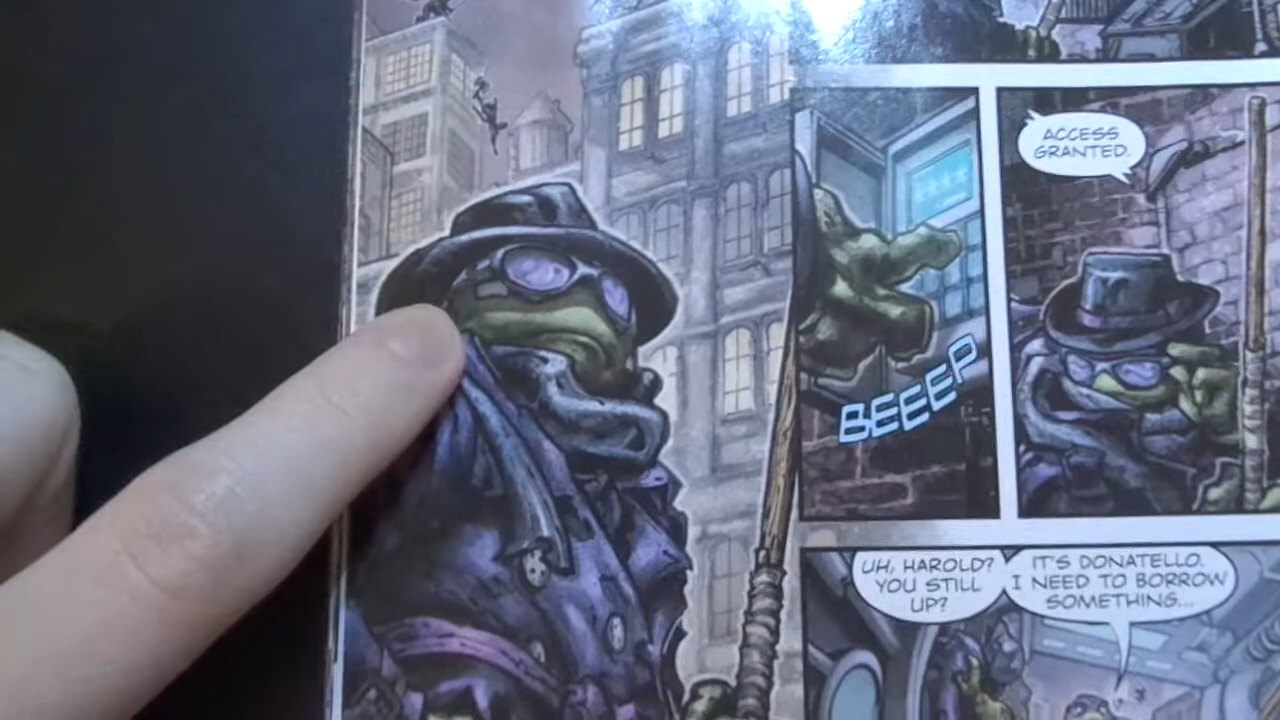 ACCESS
GRANTED.
BEEEP
UH, HAROLD?
YOU STILL
UP?
IT'S DONATELLO.
I NEED TO BORROW
SOMETHING...